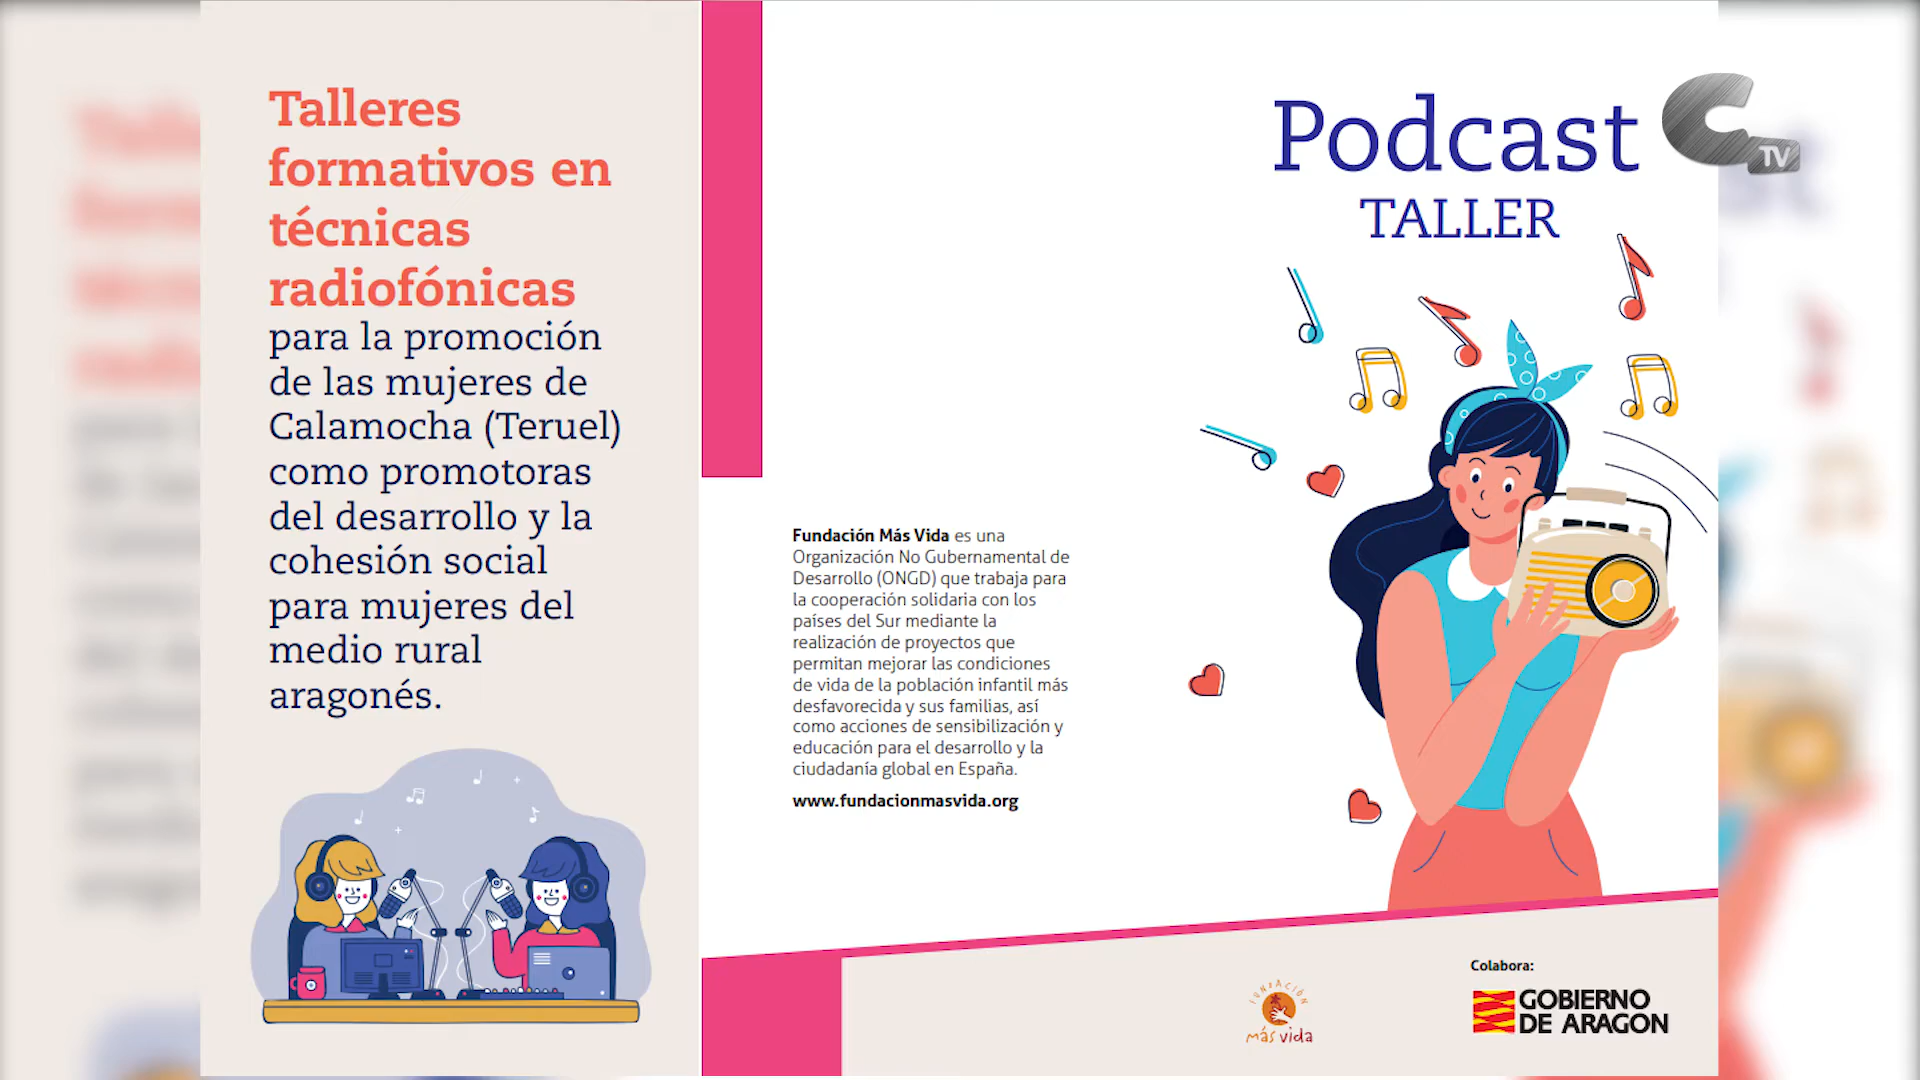 Talleres
formativos en
técnicas
radiofónicas
para la promoción
de las mujeres de
Calamocha (Teruel)
como promotoras
del desarrollo y la
cohesión social
para mujeres del
medio rural
aragonés.
Fundación Más Vida es una
Organización No Gubernamental de
Desarrollo (ONGD) que trabaja para
la cooperación solidaria con los
países del Sur mediante la
realización de proyectos que
permitan mejorar las condiciones
de vida de la población infantil más
desfavorecida y sus familias, así
como acciones de sensibilización y
educación para el desarrollo y la
ciudadanía global en España.
www.fundacionmasvida.org
Podcast
TALLER
C TV
FUNDACIÓN
más vida
Colabora:
GOBIERNO
DE ARAGON